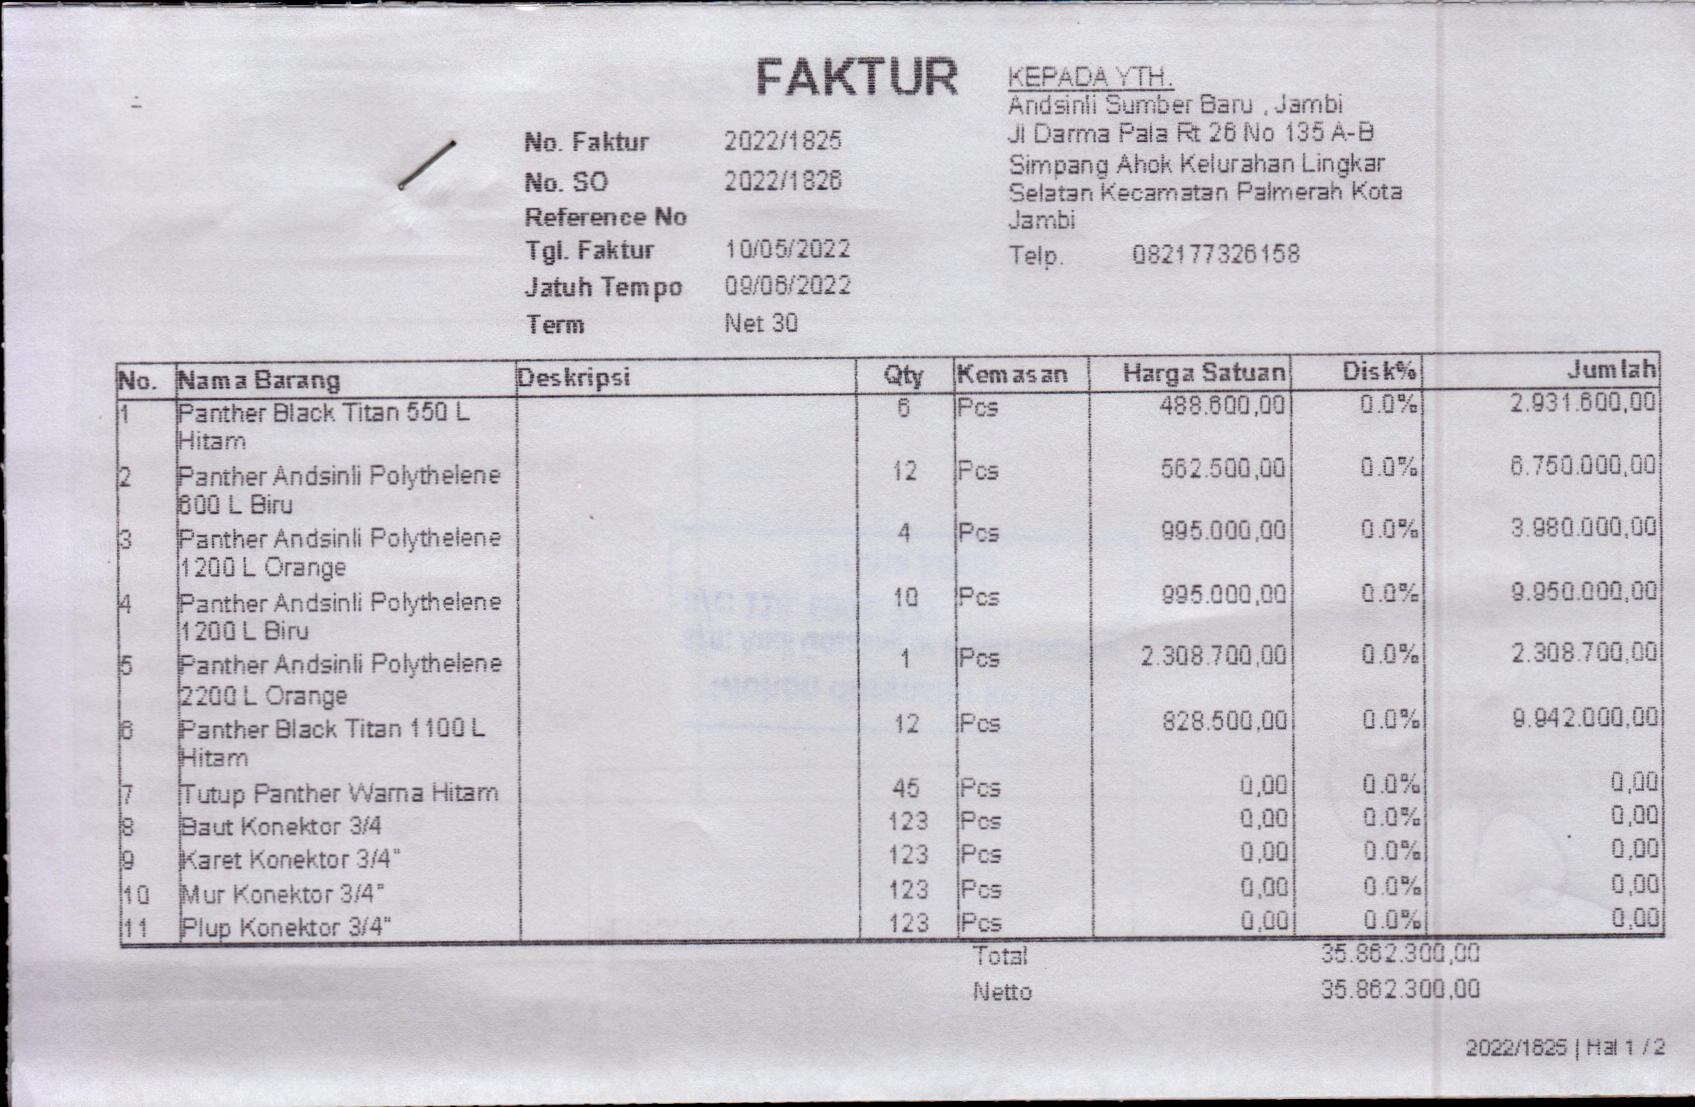 FAKTUR
No. Faktur 2022/1825
No. SO 2022/1826
Reference No
Tgl. Faktur 10/05/2022
Jatuh Tempo 09/06/2022
Term Net 30
KEPADA YTH.
Andsinli Sumber Baru , Jambi
Jl Darma Pala Rt 26 No 135 A-B
Simpang Ahok Kelurahan Lingkar
Selatan Kecamatan Palmerah Kota
Jambi
Telp. 082177326158
No. Nama Barang Deskripsi Qty Kemasan Harga Satuan Disk% Jumlah
1 Panther Black Titan 550 L 6 Pcs 488.600,00 0.0% 2.931.600,00
Hitam
2 Panther Andsinli Polythelene 12 Pcs 562.500,00 0.0% 6.750.000,00
600 L Biru
3 Panther Andsinli Polythelene 4 Pcs 995.000,00 0.0% 3.980.000,00
1200 L Orange
4 Panther Andsinli Polythelene 10 Pcs 995.000,00 0.0% 9.950.000,00
1200 L Biru
5 Panther Andsinli Polythelene 1 Pcs 2.308.700,00 0.0% 2.308.700,00
2200 L Orange
6 Panther Black Titan 1100 L 12 Pcs 828.500,00 0.0% 9.942.000,00
Hitam
7 Tutup Panther Warna Hitam 45 Pcs 0,00 0.0% 0,00
8 Baut Konektor 3/4 123 Pcs 0,00 0.0% 0,00
9 Karet Konektor 3/4" 123 Pcs 0,00 0.0% 0,00
10 Mur Konektor 3/4" 123 Pcs 0,00 0.0% 0,00
11 Plup Konektor 3/4" 123 Pcs 0,00 0.0% 0,00
Total 35.862.300,00
Netto 35.862.300,00
2022/1825 | Hal 1 / 2